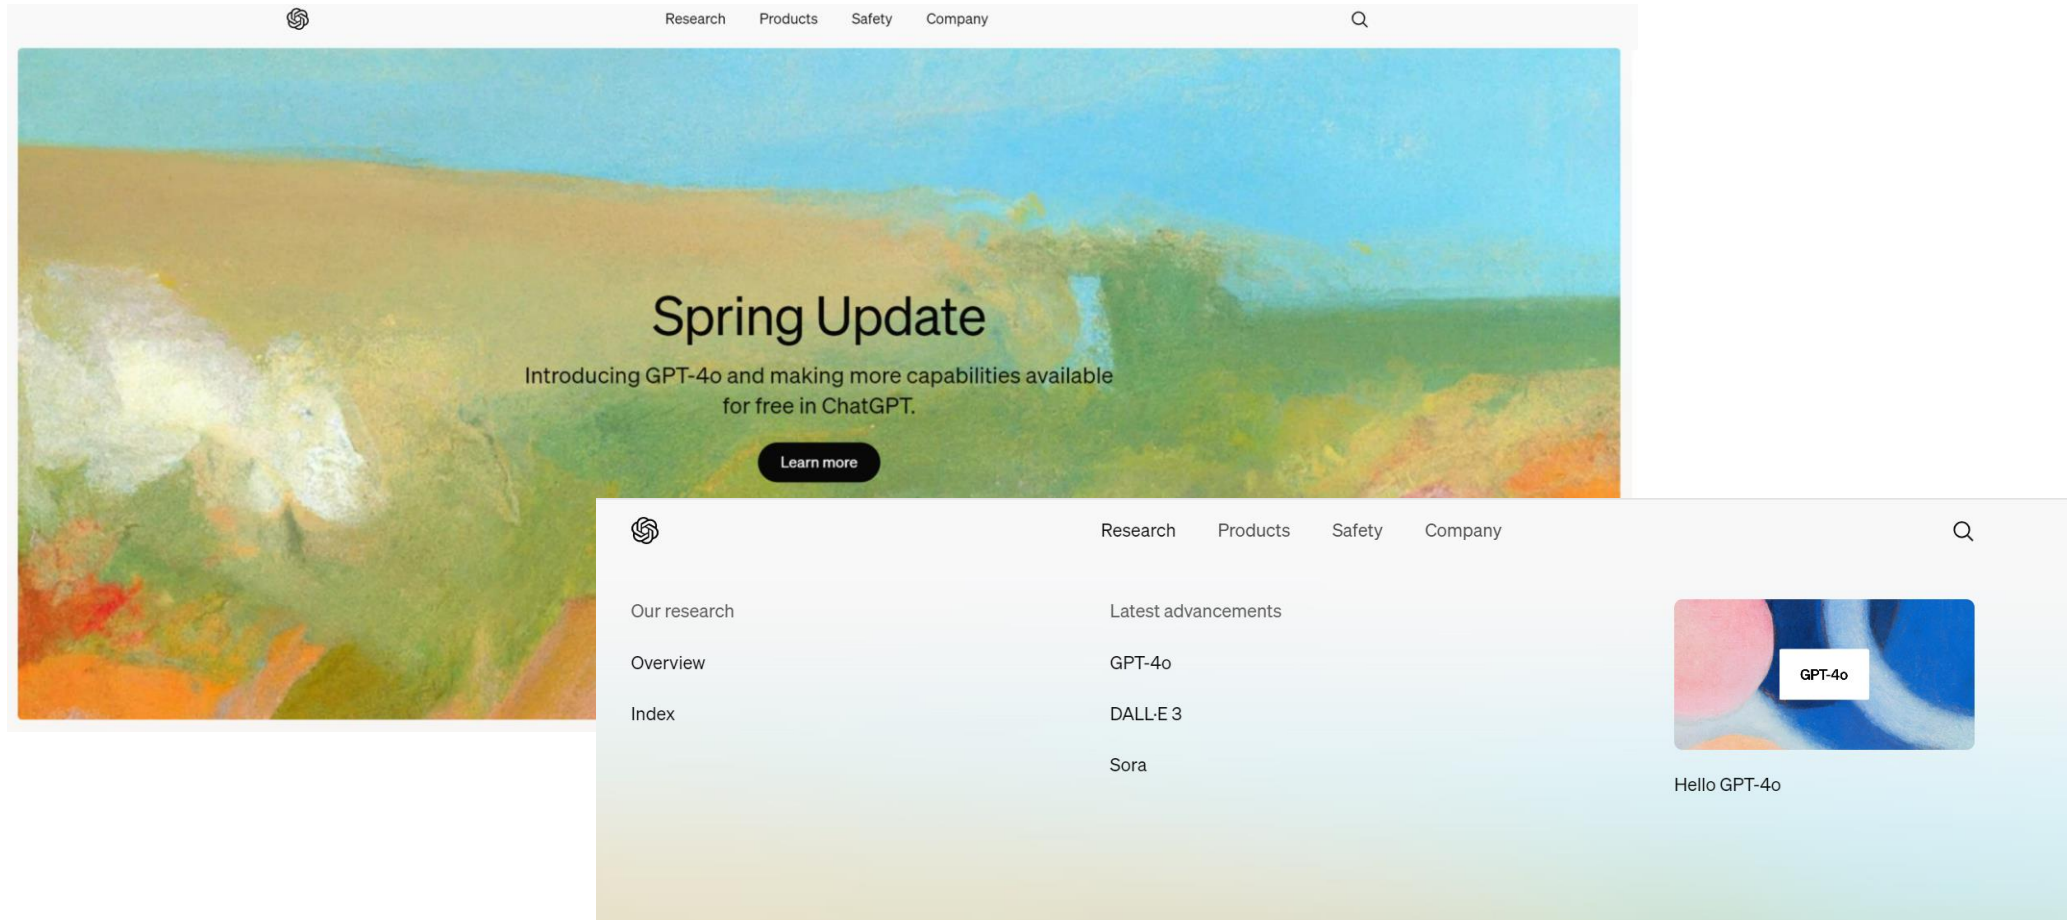 Research Products Safety Company
Spring Update
Introducing GPT-4o and making more capabilities available
for free in ChatGPT.
Learn more
Research Products Safety Company
Our research
Overview
Index
Latest advancements
GPT-4o
DALL·E 3
Sora
GPT-4o
Hello GPT-4o